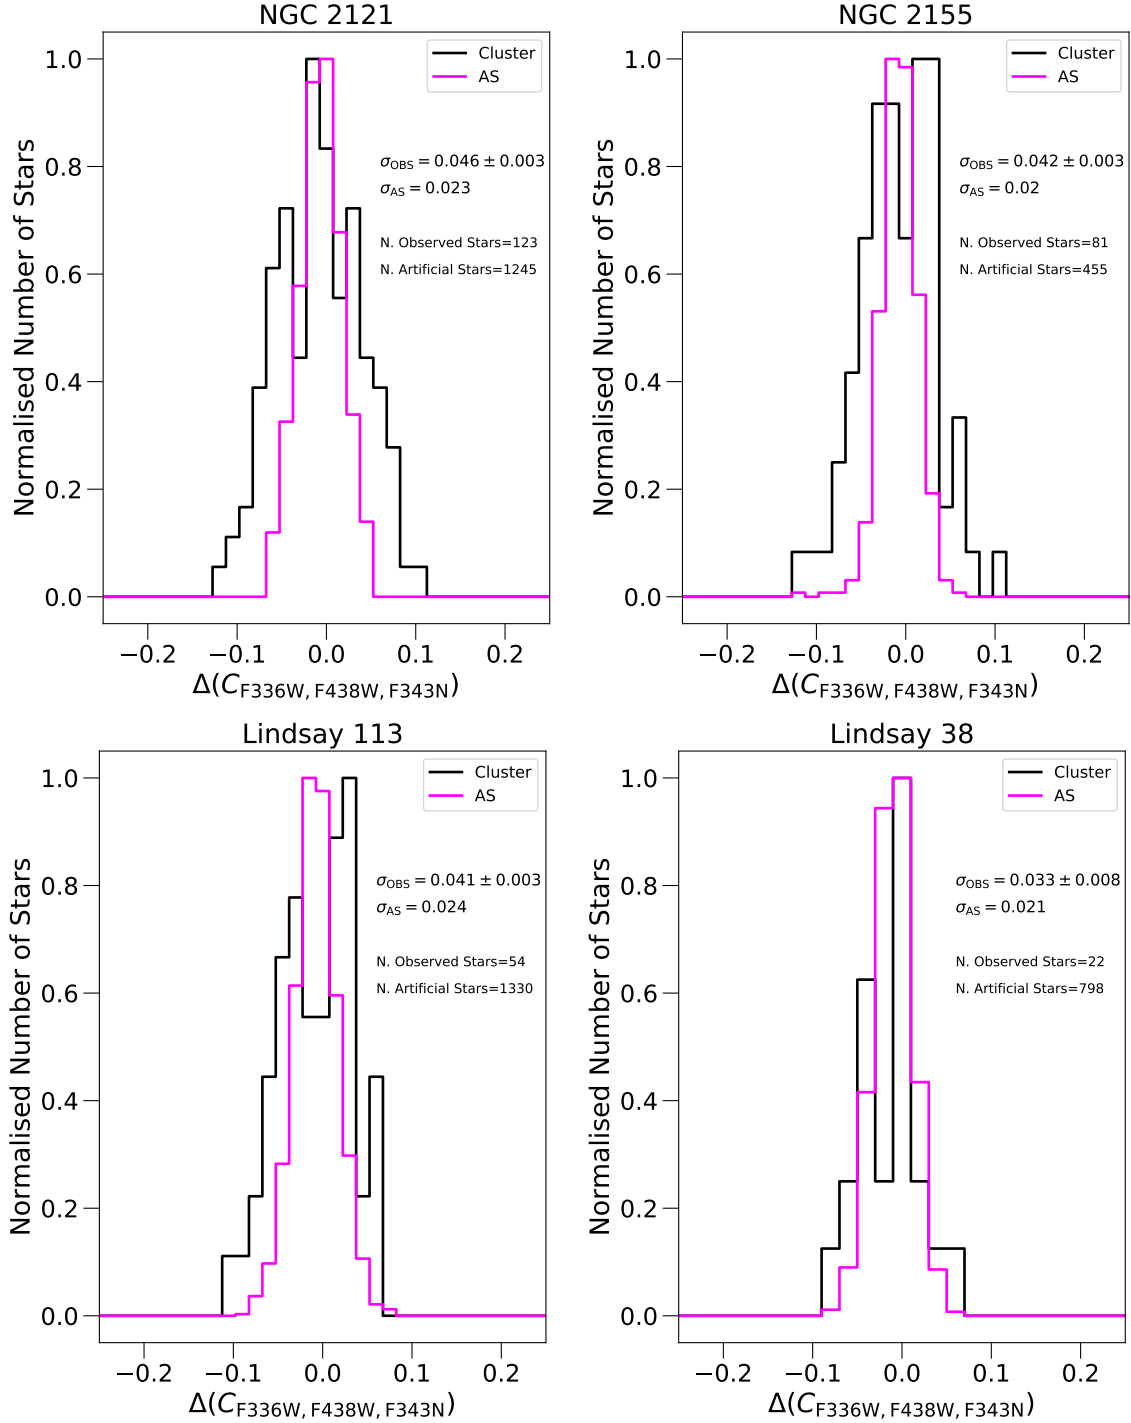 NGC 2121
Normalised Number of Stars
1.0
0.8
0.6
0.4
0.2
0.0
Cluster
AS
σOBS = 0.046 ± 0.003
σAS = 0.023
N. Observed Stars=123
N. Artificial Stars=1245
−0.2 −0.1 0.0 0.1 0.2
Δ(CF336W, F438W, F343N)
NGC 2155
Normalised Number of Stars
1.0
0.8
0.6
0.4
0.2
0.0
Cluster
AS
σOBS = 0.042 ± 0.003
σAS = 0.02
N. Observed Stars=81
N. Artificial Stars=455
−0.2 −0.1 0.0 0.1 0.2
Δ(CF336W, F438W, F343N)
Lindsay 113
Normalised Number of Stars
1.0
0.8
0.6
0.4
0.2
0.0
Cluster
AS
σOBS = 0.041 ± 0.003
σAS = 0.024
N. Observed Stars=54
N. Artificial Stars=1330
−0.2 −0.1 0.0 0.1 0.2
Δ(CF336W, F438W, F343N)
Lindsay 38
Normalised Number of Stars
1.0
0.8
0.6
0.4
0.2
0.0
Cluster
AS
σOBS = 0.033 ± 0.008
σAS = 0.021
N. Observed Stars=22
N. Artificial Stars=798
−0.2 −0.1 0.0 0.1 0.2
Δ(CF336W, F438W, F343N)